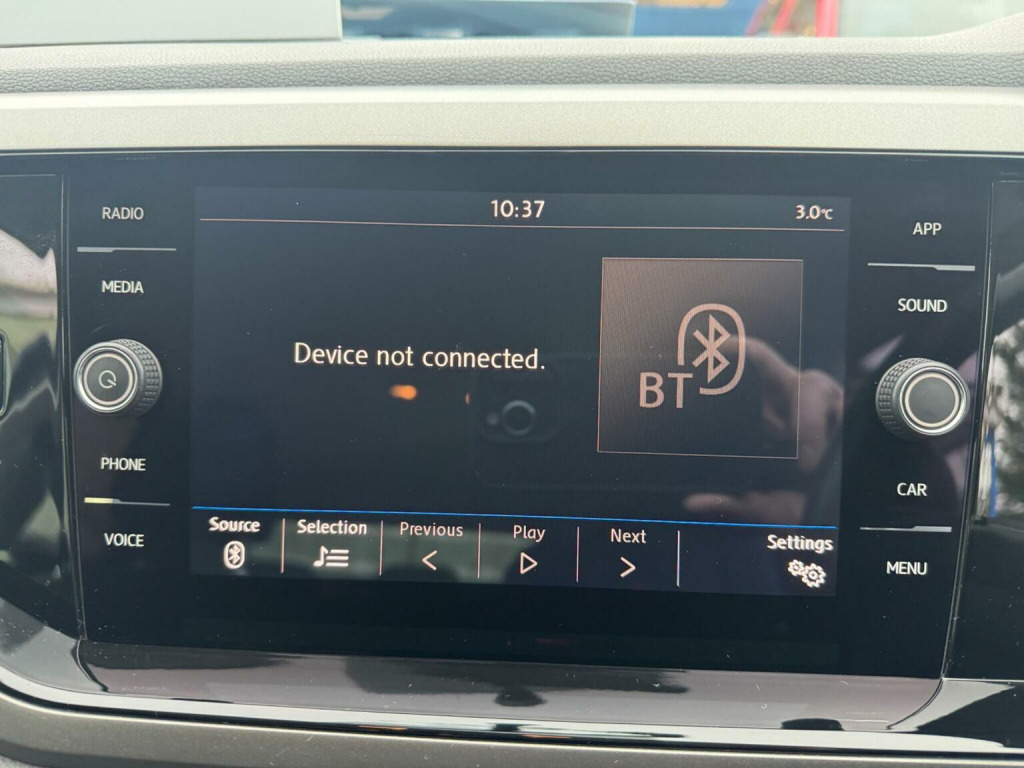 10:37
3.0°C
RADIO
MEDIA
PHONE
VOICE
Device not connected.
BT
APP
SOUND
CAR
MENU
Source
Selection
Previous
Play
Next
Settings